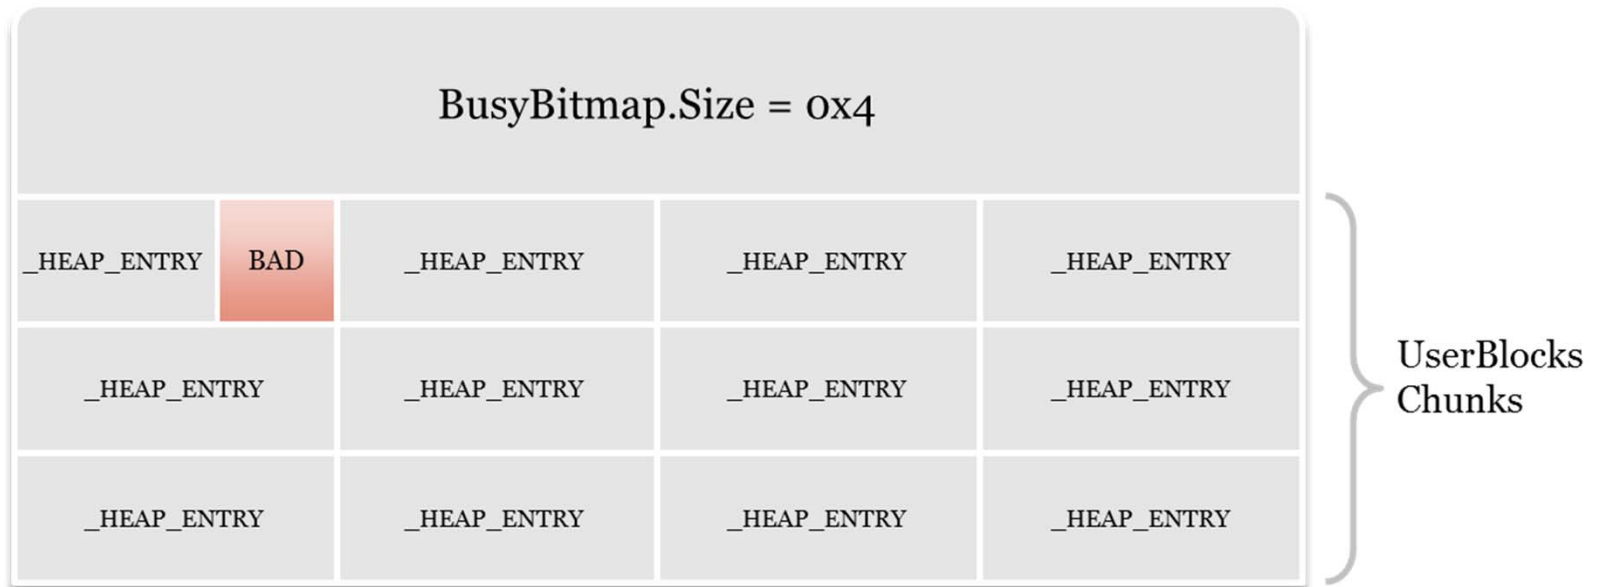 BusyBitmap.Size = 0x4
_HEAP_ENTRY BAD _HEAP_ENTRY _HEAP_ENTRY _HEAP_ENTRY
_HEAP_ENTRY _HEAP_ENTRY _HEAP_ENTRY _HEAP_ENTRY
_HEAP_ENTRY _HEAP_ENTRY _HEAP_ENTRY _HEAP_ENTRY
UserBlocks
Chunks